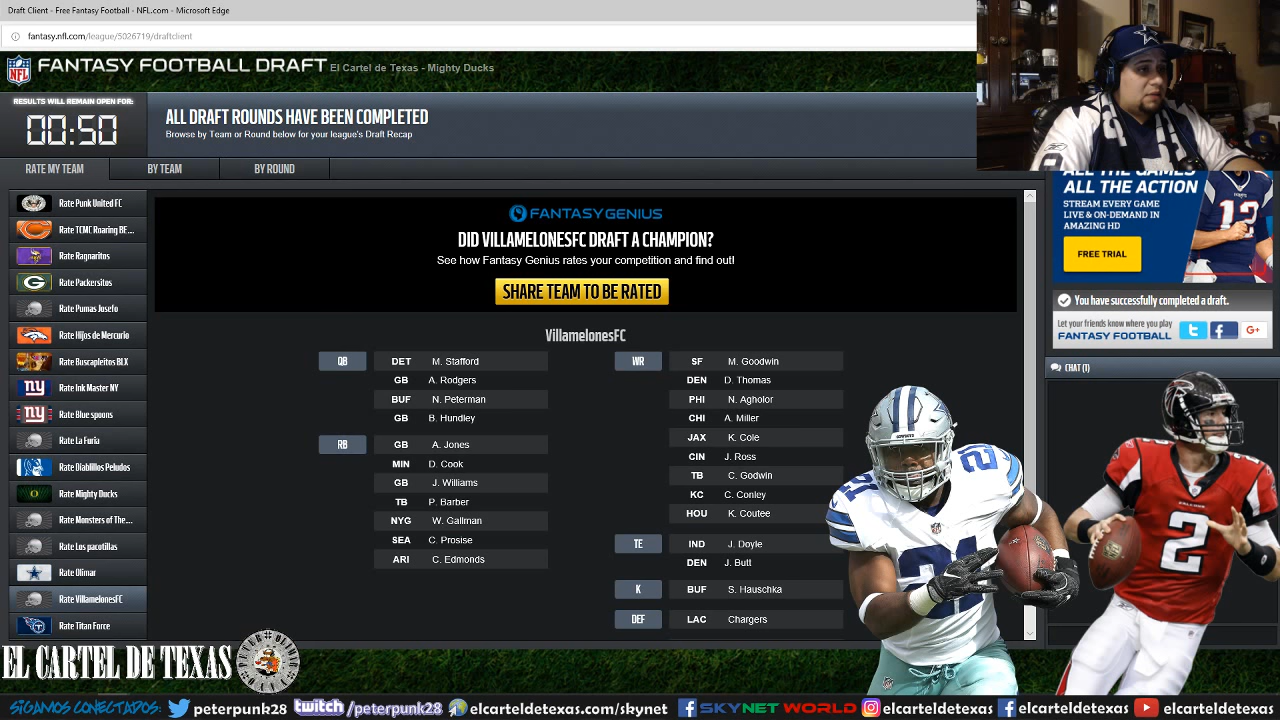 Draft Client - Free Fantasy Football - NFL.com - Microsoft Edge
fantasy.nfl.com/league/5026719/draftclient
NFL
FANTASY FOOTBALL DRAFT El Cartel de Texas - Mighty Ducks
RESULTS WILL REMAIN OPEN FOR:
00:50
ALL DRAFT ROUNDS HAVE BEEN COMPLETED
Browse by Team or Round below for your league's Draft Recap
RATE MY TEAM
BY TEAM
BY ROUND
Rate Punk United FC
Rate TCMC Roaring BE...
Rate Ragnaritos
Rate Packersitos
Rate Pumas Josefo
Rate Hijos de Mercurio
Rate Buscapleitos BLX
Rate Ink Master NY
Rate Blue spoons
Rate La Furia
Rate Diablillos Peludos
Rate Mighty Ducks
Rate Monsters of The...
Rate Los pacotillas
Rate Olimar
Rate VillamelonesFC
Rate Titan Force
FANTASYGENIUS
DID VILLAMELONESFC DRAFT A CHAMPION?
See how Fantasy Genius rates your competition and find out!
SHARE TEAM TO BE RATED
VillamelonesFC
QB
DET M. Stafford
GB A. Rodgers
BUF N. Peterman
GB B. Hundley
RB
GB A. Jones
MIN D. Cook
GB J. Williams
TB P. Barber
NYG W. Gallman
SEA C. Prosise
ARI C. Edmonds
WR
SF M. Goodwin
DEN D. Thomas
PHI N. Agholor
CHI A. Miller
JAX K. Cole
CIN J. Ross
TB C. Godwin
KC C. Conley
HOU K. Coutee
TE
IND J. Doyle
DEN J. Butt
K
BUF S. Hauschka
DEF
LAC Chargers
ALL THE GAMES
ALL THE ACTION
STREAM EVERY GAME
LIVE & ON-DEMAND IN
AMAZING HD
FREE TRIAL
12
You have successfully completed a draft.
Let your friends know where you play
FANTASY FOOTBALL
G+
CHAT (1)
COWBOYS
21
21
2
EL CARTEL DE TEXAS
SíGAMOS CONECTADOS:
peterpunk28
twitch/peterpunk28
elcarteldetexas.com/skynet
SKYNET WORLD
elcarteldetexas
elcarteldetexas
elcarteldetexas